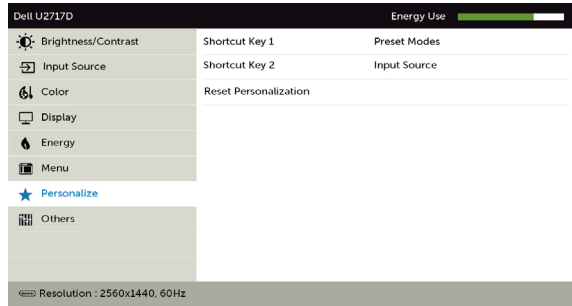 Dell U2717D Energy Use
Brightness/Contrast
Shortcut Key 1 Preset Modes
Input Source
Shortcut Key 2 Input Source
Color
Reset Personalization
Display
Energy
Menu
Personalize
Others
Resolution : 2560x1440, 60Hz